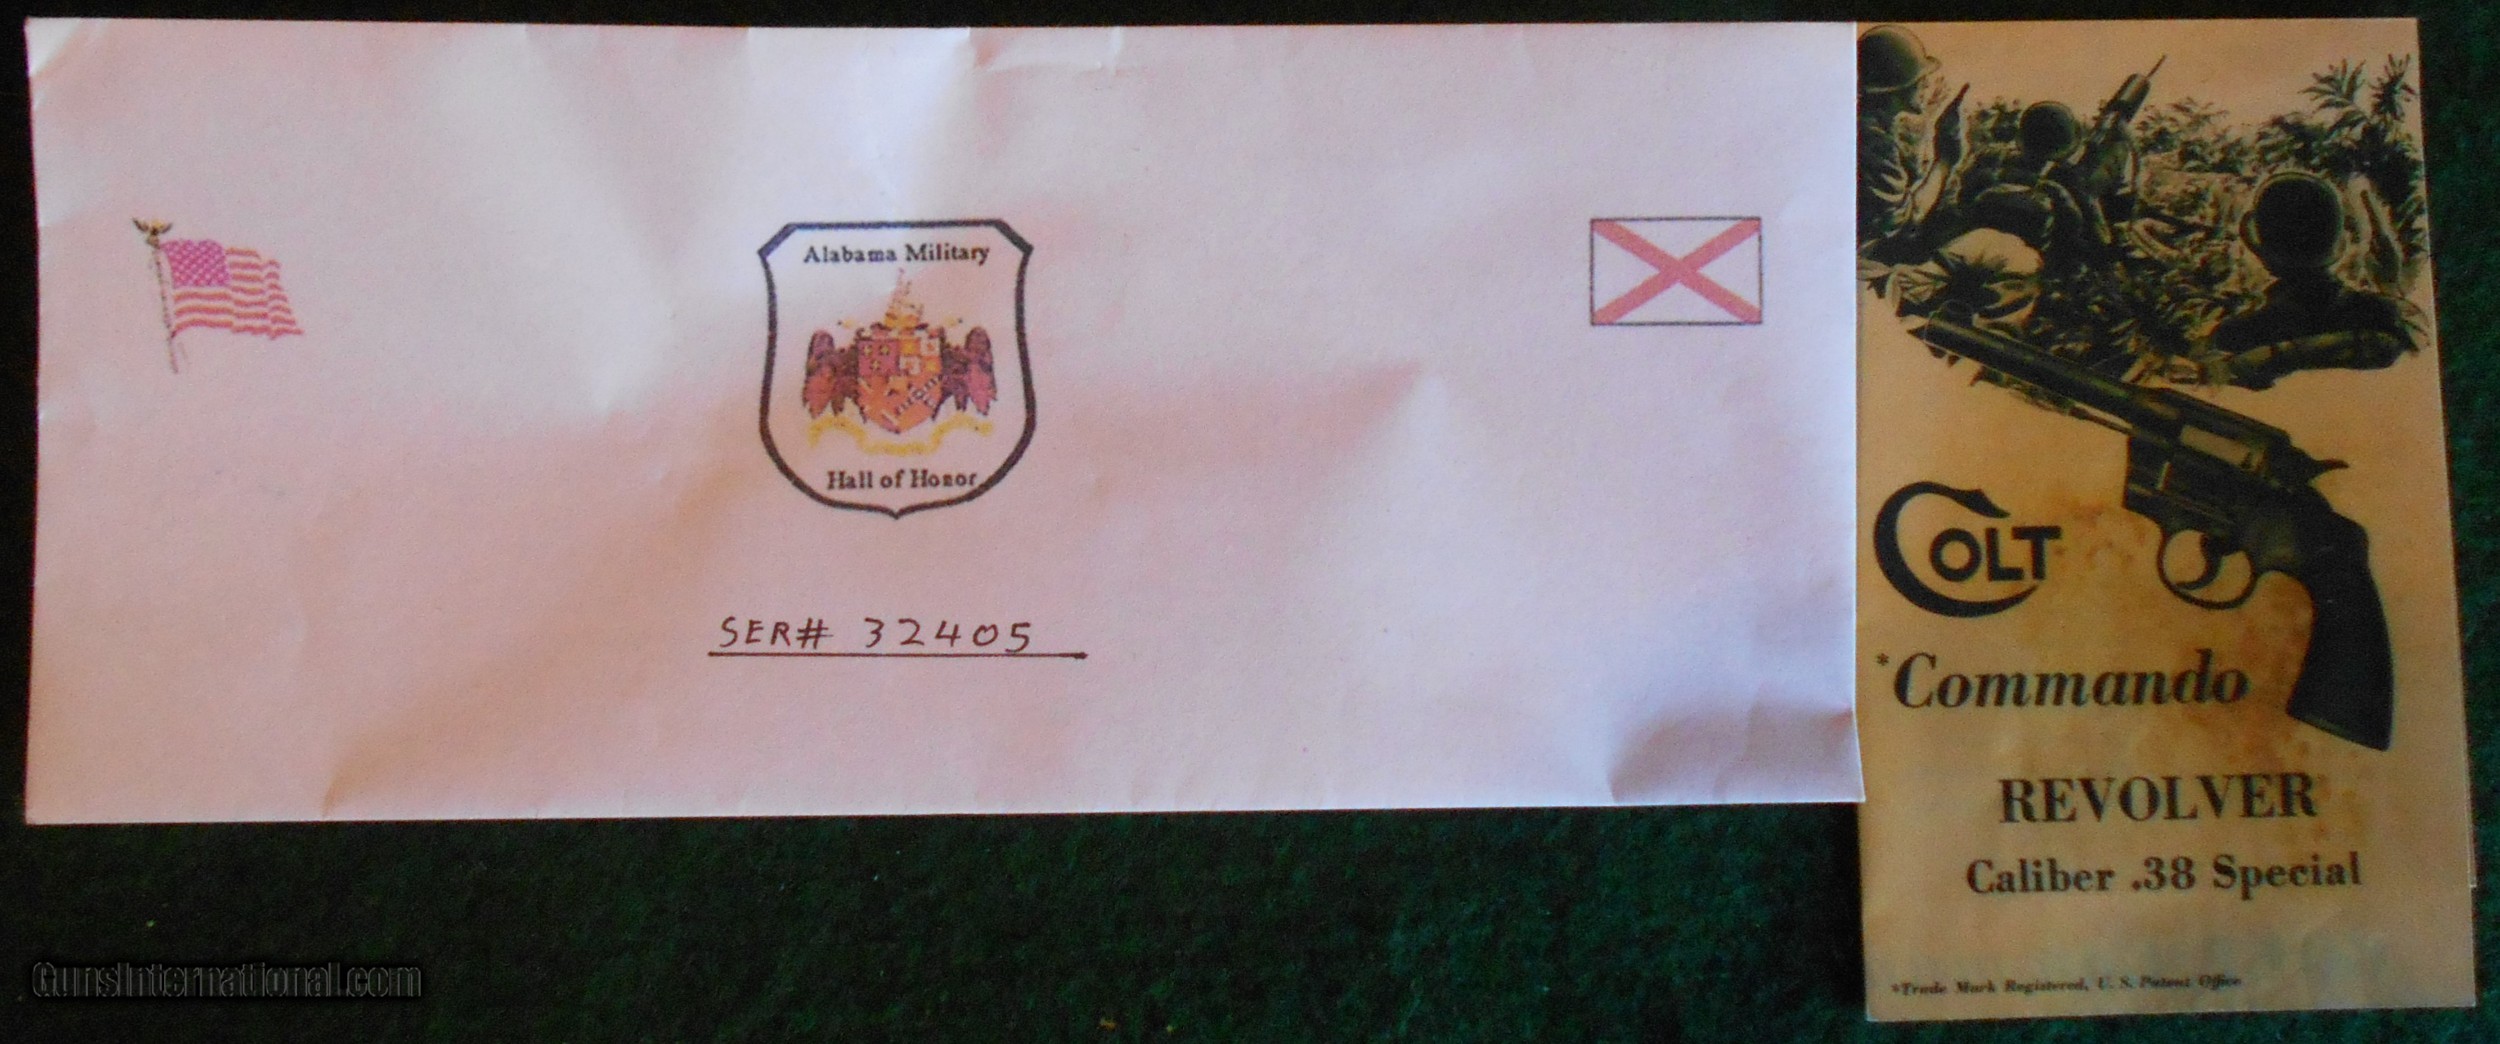 Alabama Military
Hall of Honor
SER# 32405
COLT
*Commando
REVOLVER
Caliber .38 Special
*Trade Mark Registered, U. S. Patent Office
GunsInternational.com